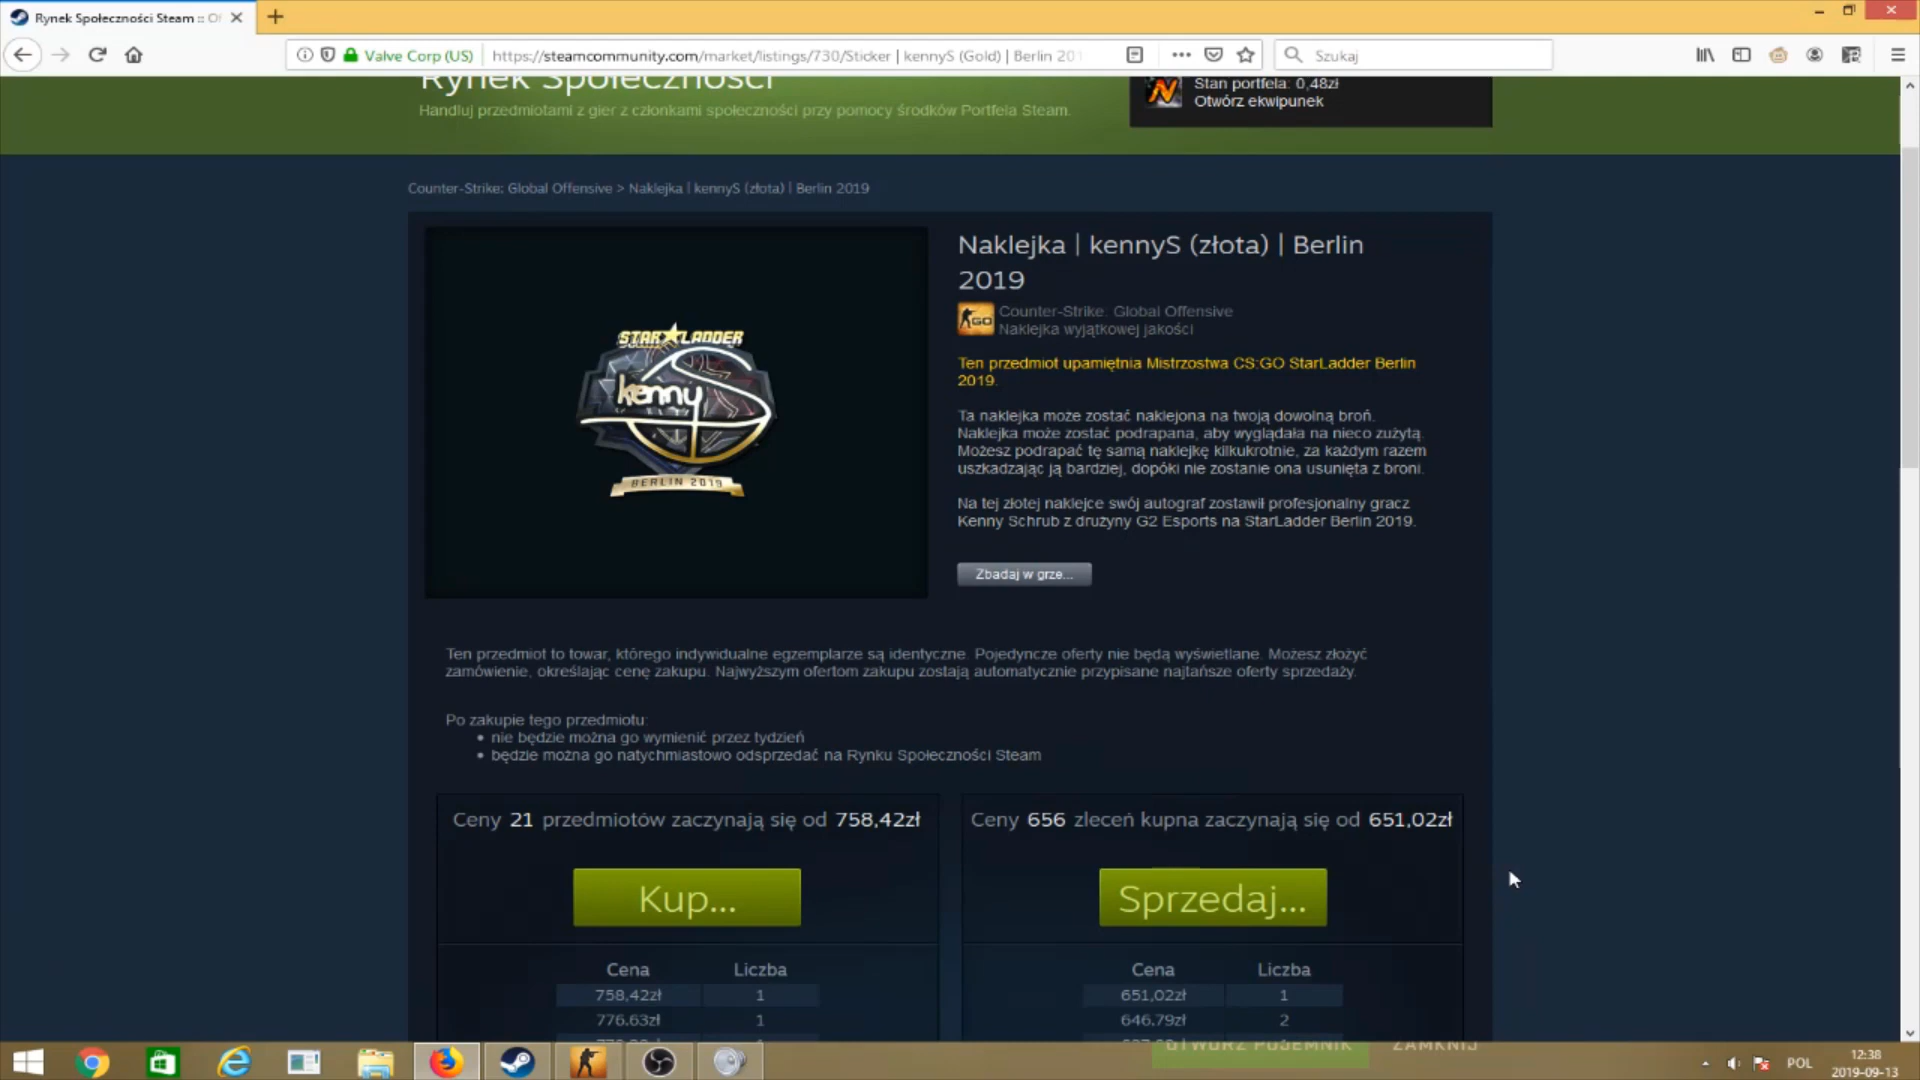 Rynek Społeczności Steam :: Of
Valve Corp (US)
https://steamcommunity.com/market/listings/730/Sticker | kennyS (Gold) | Berlin 201
Szukaj
Rynek Społeczności
Handluj przedmiotami z gier z członkami społeczności przy pomocy środków Portfela Steam.
Stan portfela: 0,48zł
Otwórz ekwipunek
Counter-Strike: Global Offensive > Naklejka | kennyS (złota) | Berlin 2019
STAR LADDER
kennyS
BERLIN 2019
Naklejka | kennyS (złota) | Berlin
2019
GO
Counter-Strike: Global Offensive
Naklejka wyjątkowej jakości
Ten przedmiot upamiętnia Mistrzostwa CS:GO StarLadder Berlin
2019.
Ta naklejka może zostać naklejona na twoją dowolną broń.
Naklejka może zostać podrapana, aby wyglądała na nieco zużytą.
Możesz podrapać tę samą naklejkę kilkukrotnie, za każdym razem
uszkadzając ją bardziej, dopóki nie zostanie ona usunięta z broni.
Na tej złotej naklejce swój autograf zostawił profesjonalny gracz
Kenny Schrub z drużyny G2 Esports na StarLadder Berlin 2019.
Zbadaj w grze...
Ten przedmiot to towar, którego indywidualne egzemplarze są identyczne. Pojedyncze oferty nie będą wyświetlane. Możesz złożyć
zamówienie, określając cenę zakupu. Najwyższym ofertom zakupu zostają automatycznie przypisane najtańsze oferty sprzedaży.
Po zakupie tego przedmiotu:
• nie będzie można go wymienić przez tydzień
• będzie można go natychmiastowo odsprzedać na Rynku Społeczności Steam
Ceny 21 przedmiotów zaczynają się od 758,42zł
Kup...
Cena Liczba
758,42zł 1
776,63zł 1
Ceny 656 zleceń kupna zaczynają się od 651,02zł
Sprzedaj...
Cena Liczba
651,02zł 1
646,79zł 2
OTWÓRZ POJEMNIK ZAMKNIJ
POL
12:38
2019-09-13